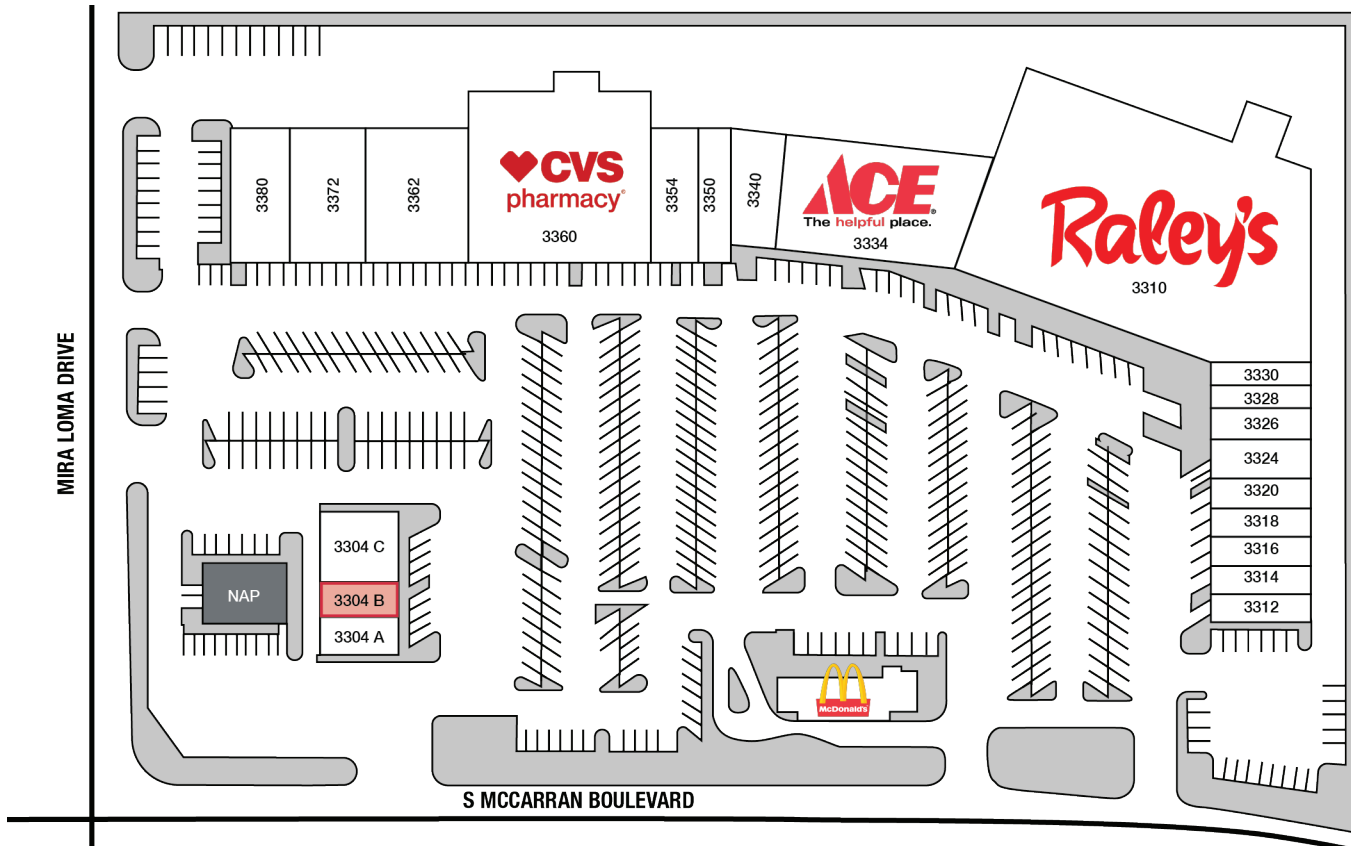 MIRA LOMA DRIVE
3380
3372
3362
CVS
pharmacy®
3360
3354
3350
3340
ACE®
The helpful place.
3334
Raley's
3310
3330
3328
3326
3324
3320
3318
3316
3314
3312
NAP
3304 C
3304 B
3304 A
McDonald's
S MCCARRAN BOULEVARD